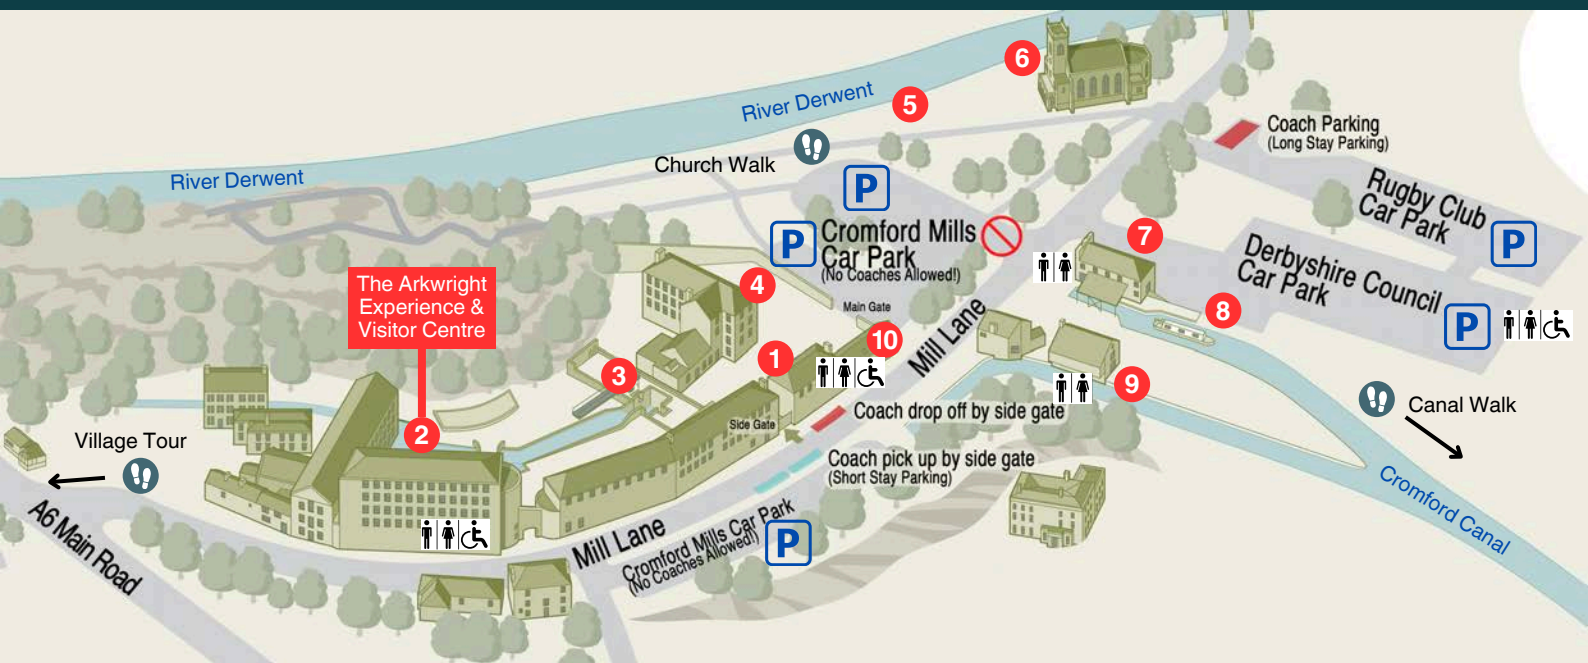 6
River Derwent
5
Coach Parking
(Long Stay Parking)
Church Walk
River Derwent
P
Rugby Club
Car Park
P
P
Cromford Mills
Car Park
(No Coaches Allowed!)
7
Derbyshire Council
Car Park
P
The Arkwright
Experience &
Visitor Centre
4
Main Gate
8
10
Mill Lane
1
3
9
Coach drop off by side gate
Canal Walk
Side Gate
2
Village Tour
Coach pick up by side gate
(Short Stay Parking)
Cromford Canal
A6 Main Road
Mill Lane
Cromford Mills Car Park
(No Coaches Allowed!)
P